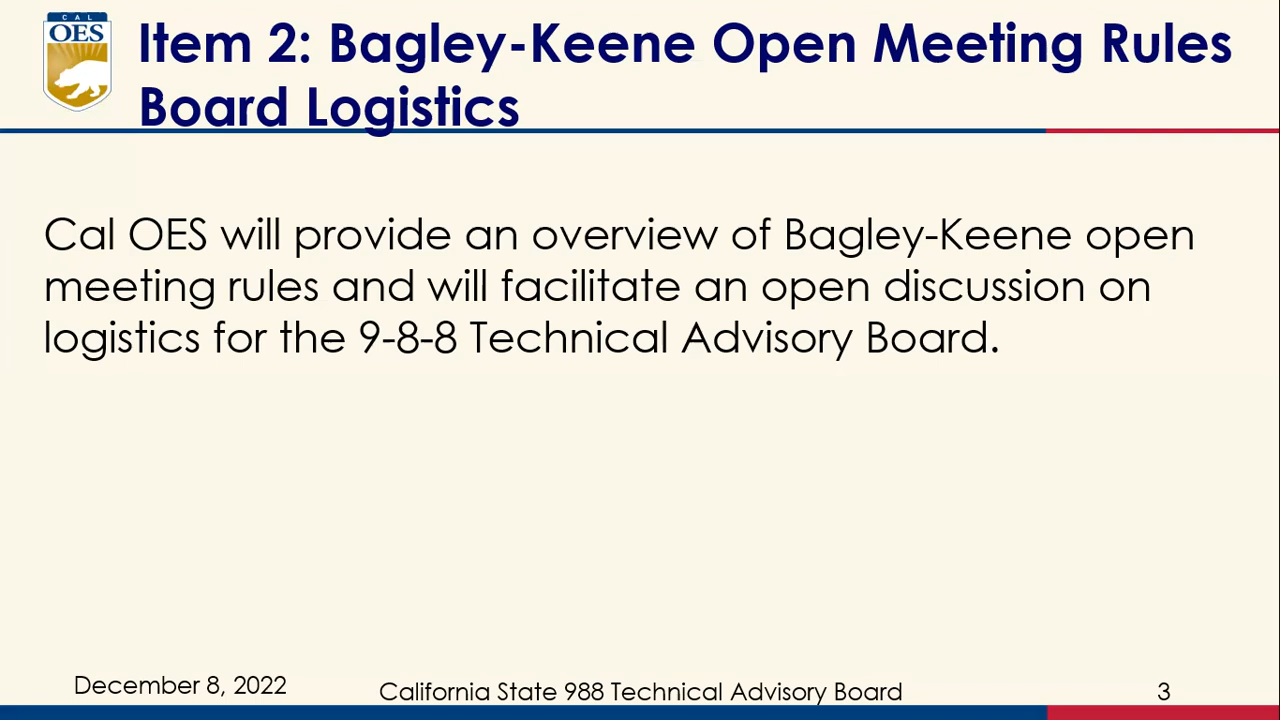 CAL
OES
Item 2: Bagley-Keene Open Meeting Rules
Board Logistics
Cal OES will provide an overview of Bagley-Keene open
meeting rules and will facilitate an open discussion on
logistics for the 9-8-8 Technical Advisory Board.
December 8, 2022
California State 988 Technical Advisory Board
3